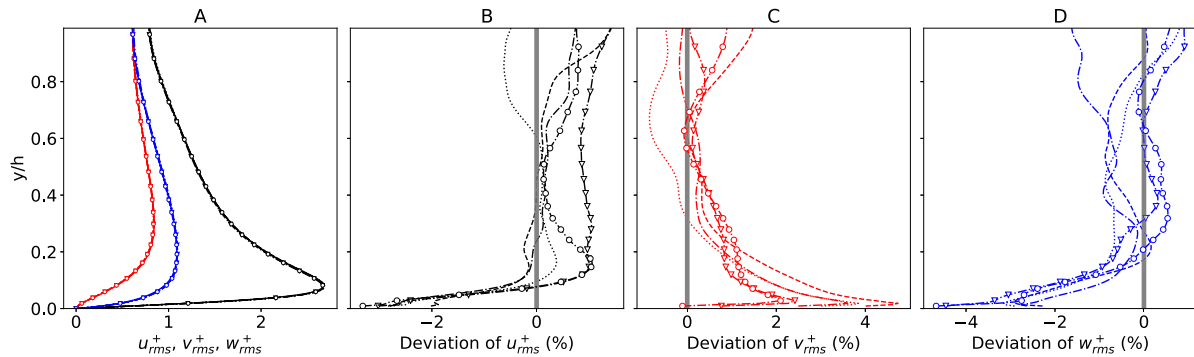 A B C D
y/h
0.8
0.6
0.4
0.2
0.0
0 1 2 −2 0 0 2 4 −4 −2 0
u⁺rms, v⁺rms, w⁺rms Deviation of u⁺rms (%) Deviation of v⁺rms (%) Deviation of w⁺rms (%)